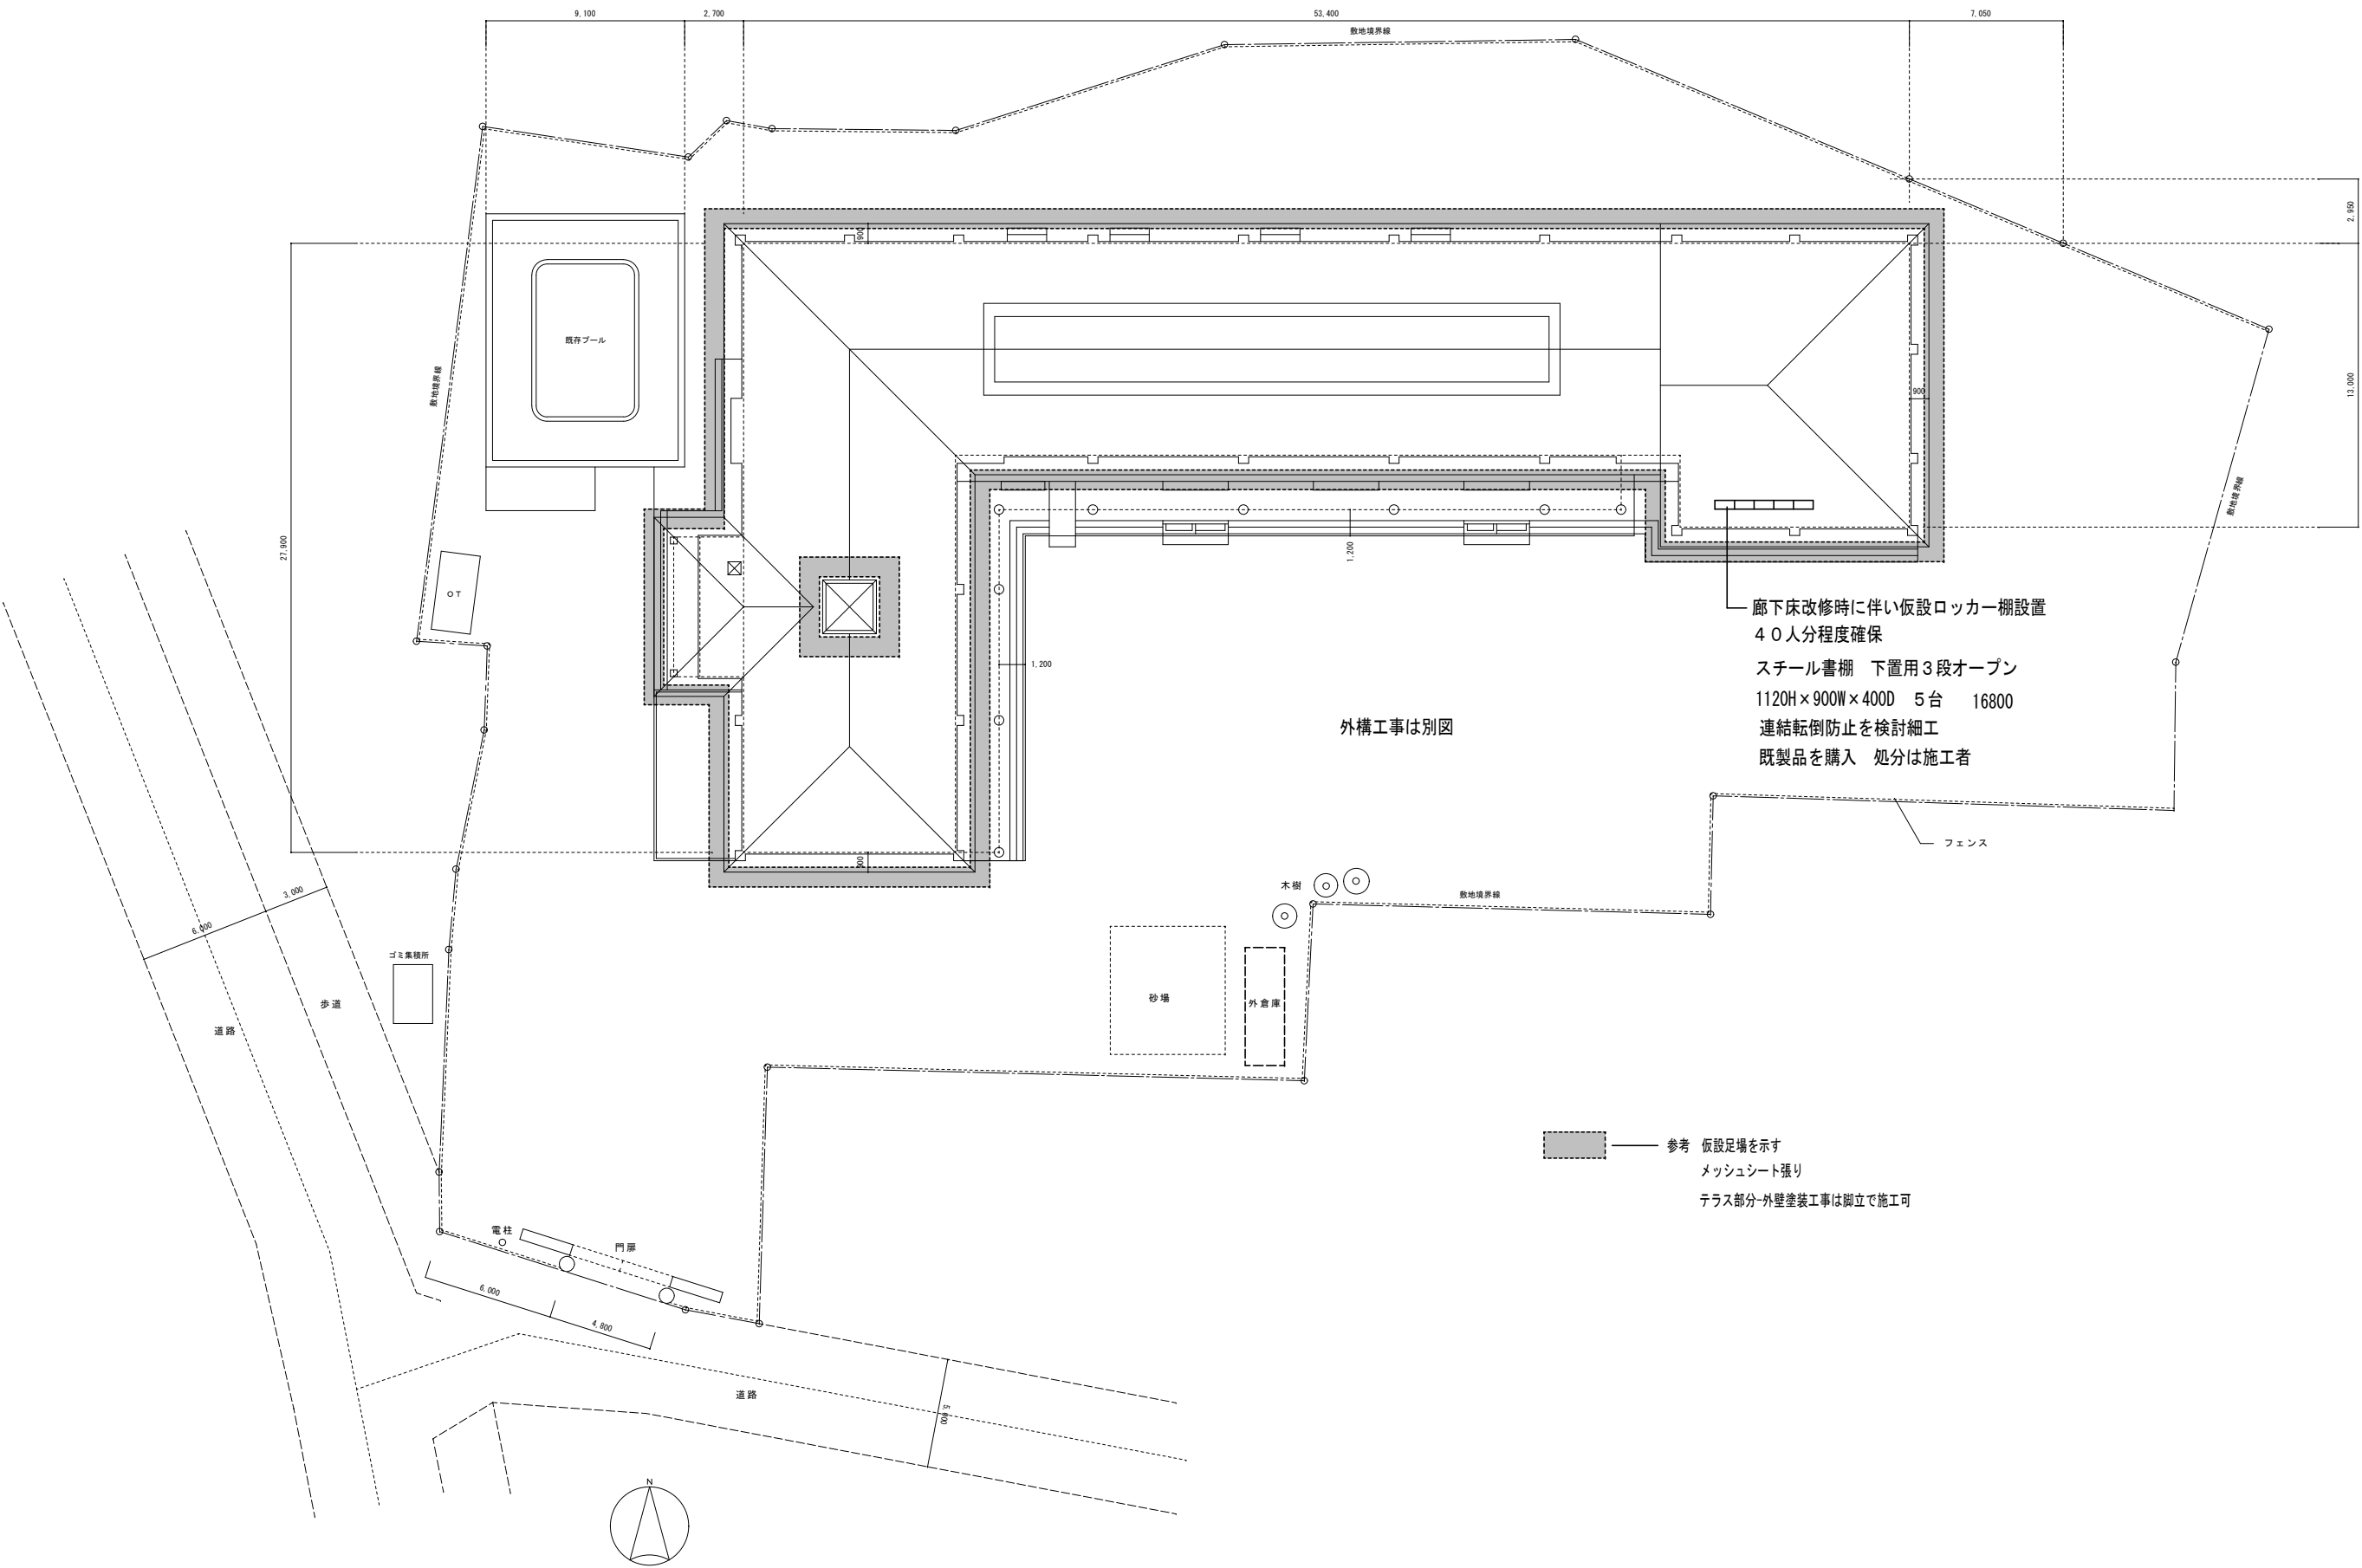 9,100
2,700
53,400
7,050
敷地境界線
2,950
900
既存プール
敷地境界線
13,000
900
敷地境界線
27,900
1,200
ＯＴ
廊下床改修時に伴い仮設ロッカー棚設置
４０人分程度確保
スチール書棚　下置用３段オープン
1120H×900W×400D　５台　16800
連結転倒防止を検討細工
既製品を購入　処分は施工者
1,200
外構工事は別図
フェンス
900
木樹
敷地境界線
3,000
6,000
ゴミ集積所
歩道
道路
砂場
外倉庫
参考　仮設足場を示す
メッシュシート張り
テラス部分-外壁塗装工事は脚立で施工可
電柱
門扉
6,000
4,800
道路
5,000
N